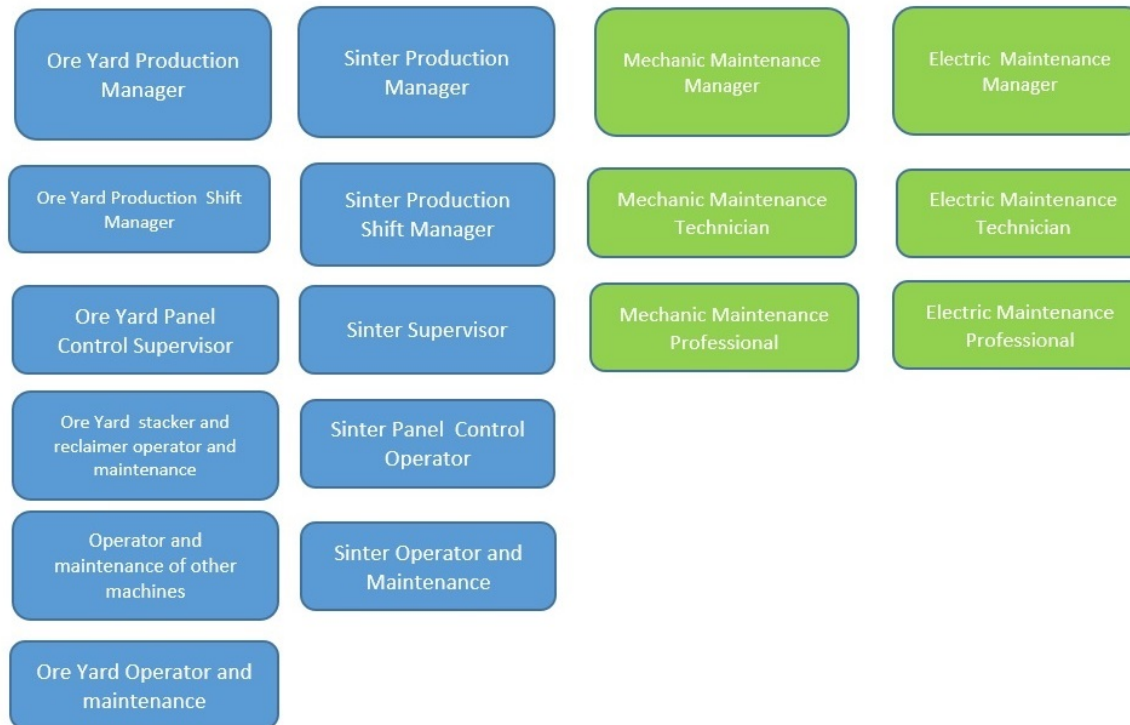 Ore Yard Production
Manager
Sinter Production
Manager
Mechanic Maintenance
Manager
Electric Maintenance
Manager
Ore Yard Production Shift
Manager
Sinter Production
Shift Manager
Mechanic Maintenance
Technician
Electric Maintenance
Technician
Ore Yard Panel
Control Supervisor
Sinter Supervisor
Mechanic Maintenance
Professional
Electric Maintenance
Professional
Ore Yard stacker and
reclaimer operator and
maintenance
Sinter Panel Control
Operator
Operator and
maintenance of other
machines
Sinter Operator and
Maintenance
Ore Yard Operator and
maintenance